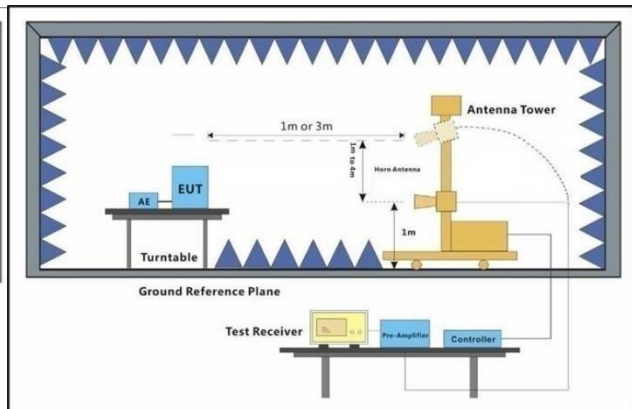 1m or 3m
Antenna Tower
1m to 4m
Horn Antenna
EUT
AE
1m
Turntable
Ground Reference Plane
Test Receiver
Pre-Amplifier
Controller